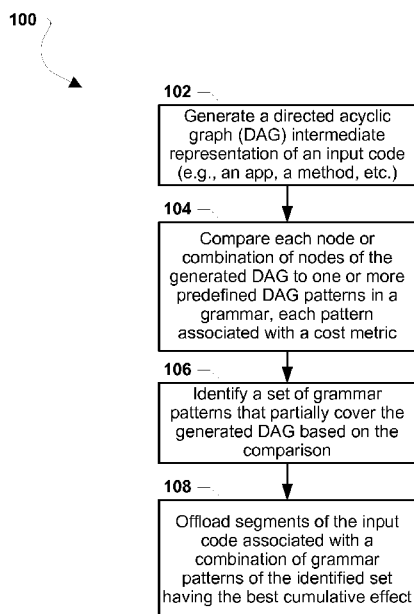 100
102
Generate a directed acyclic
graph (DAG) intermediate
representation of an input code
(e.g., an app, a method, etc.)
104
Compare each node or
combination of nodes of the
generated DAG to one or more
predefined DAG patterns in a
grammar, each pattern
associated with a cost metric
106
Identify a set of grammar
patterns that partially cover the
generated DAG based on the
comparison
108
Offload segments of the input
code associated with a
combination of grammar
patterns of the identified set
having the best cumulative effect